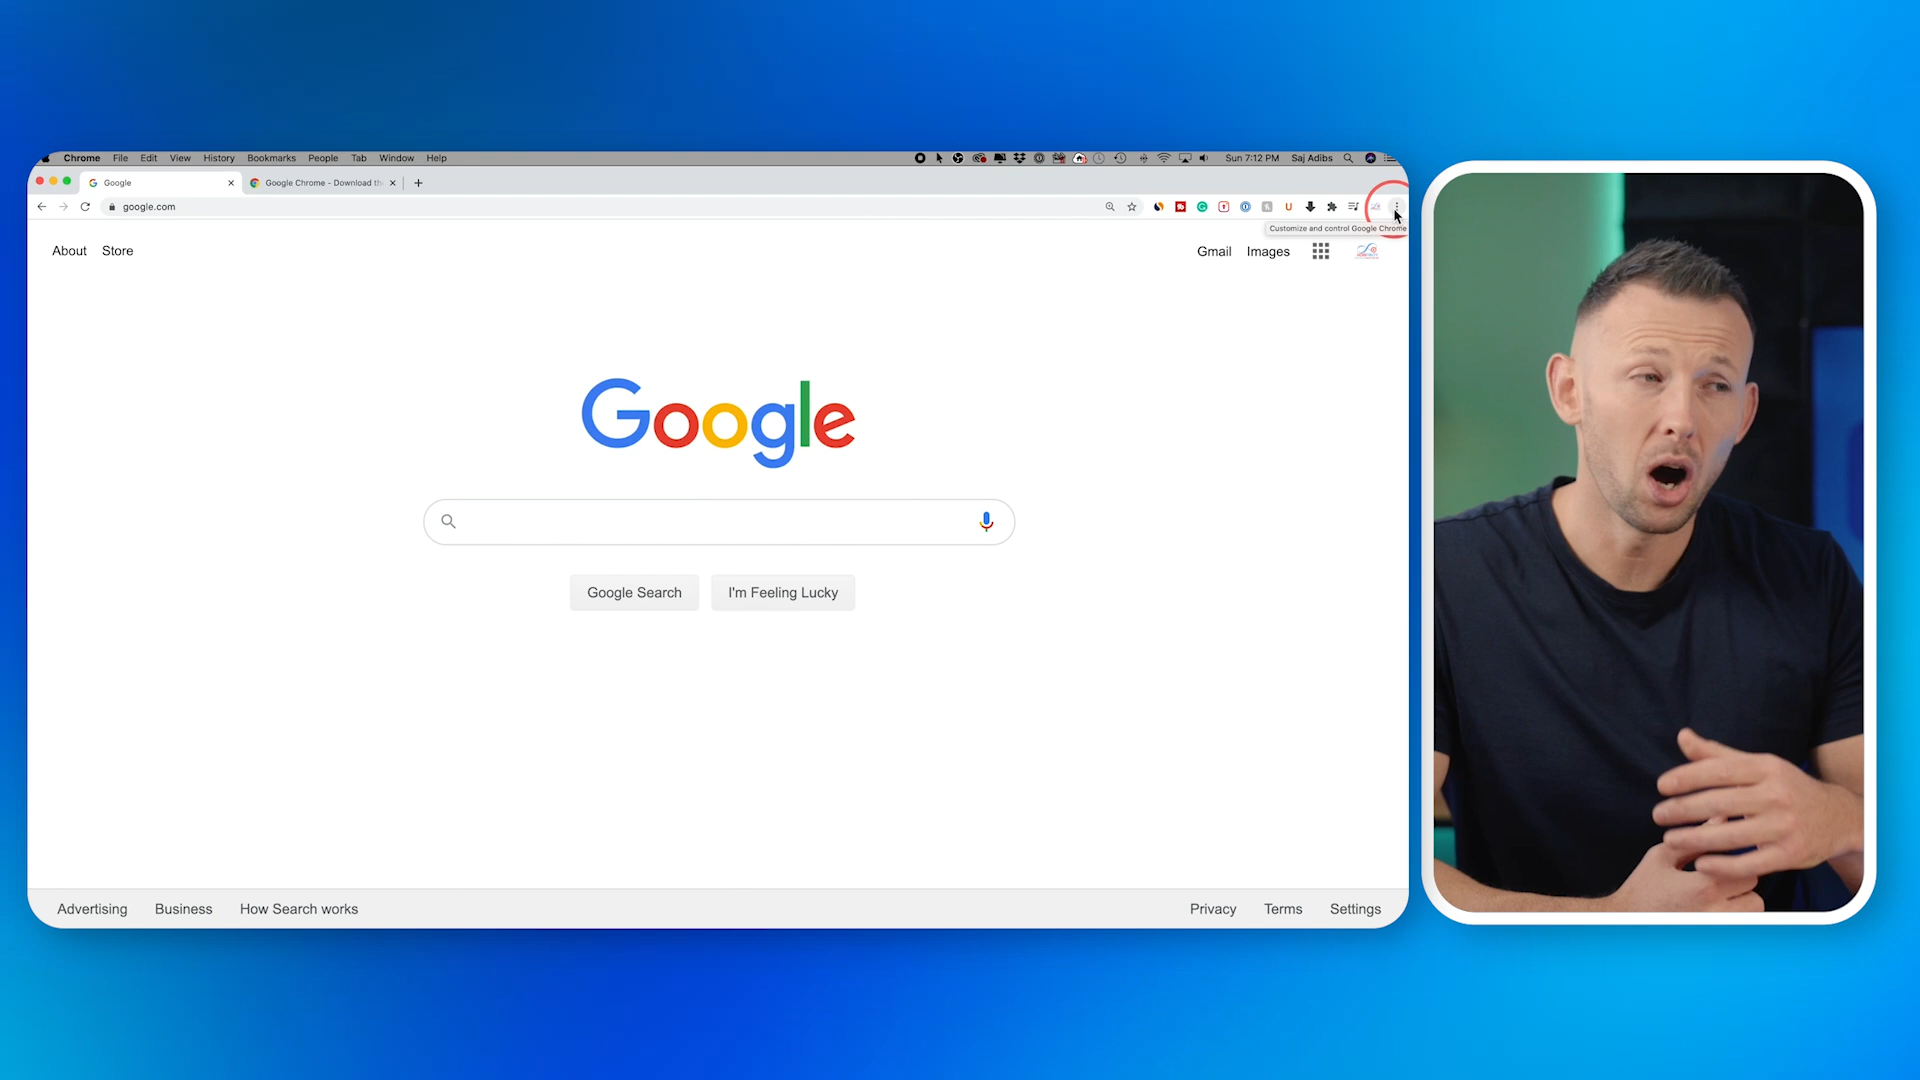 Chrome File Edit View History Bookmarks People Tab Window Help Sun 7:12 PM Saj Adibs
Google Google Chrome - Download th
google.com
Customize and control Google Chrome
About Store Gmail Images
Google
Google Search I'm Feeling Lucky
Advertising Business How Search works Privacy Terms Settings